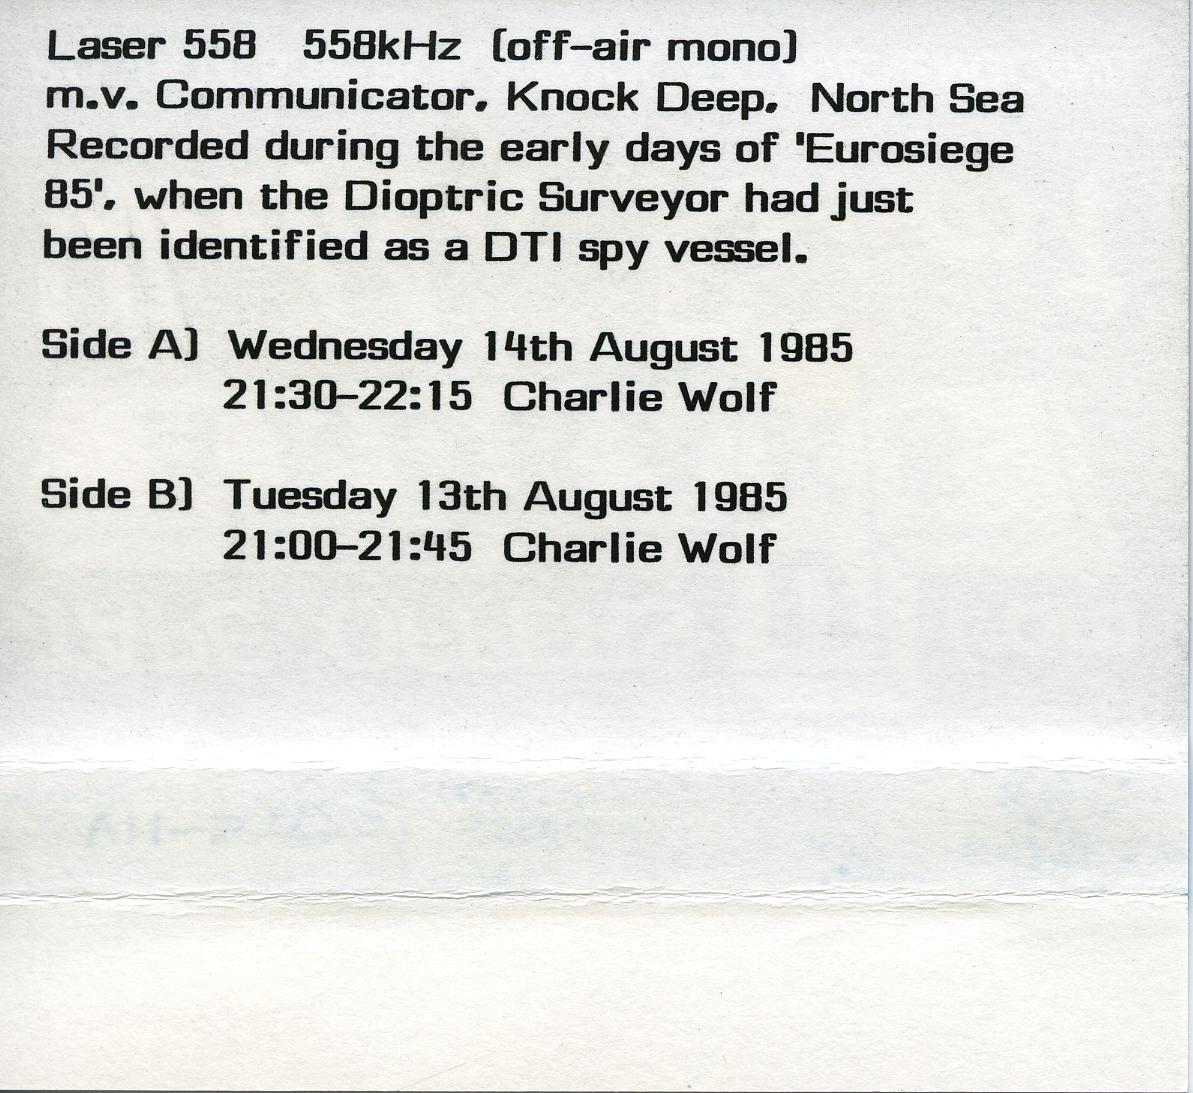 Laser 558 558kHz (off-air mono)
m.v. Communicator, Knock Deep, North Sea
Recorded during the early days of 'Eurosiege
85', when the Dioptric Surveyor had just
been identified as a DTI spy vessel.
Side A) Wednesday 14th August 1985
21:30-22:15 Charlie Wolf
Side B) Tuesday 13th August 1985
21:00-21:45 Charlie Wolf